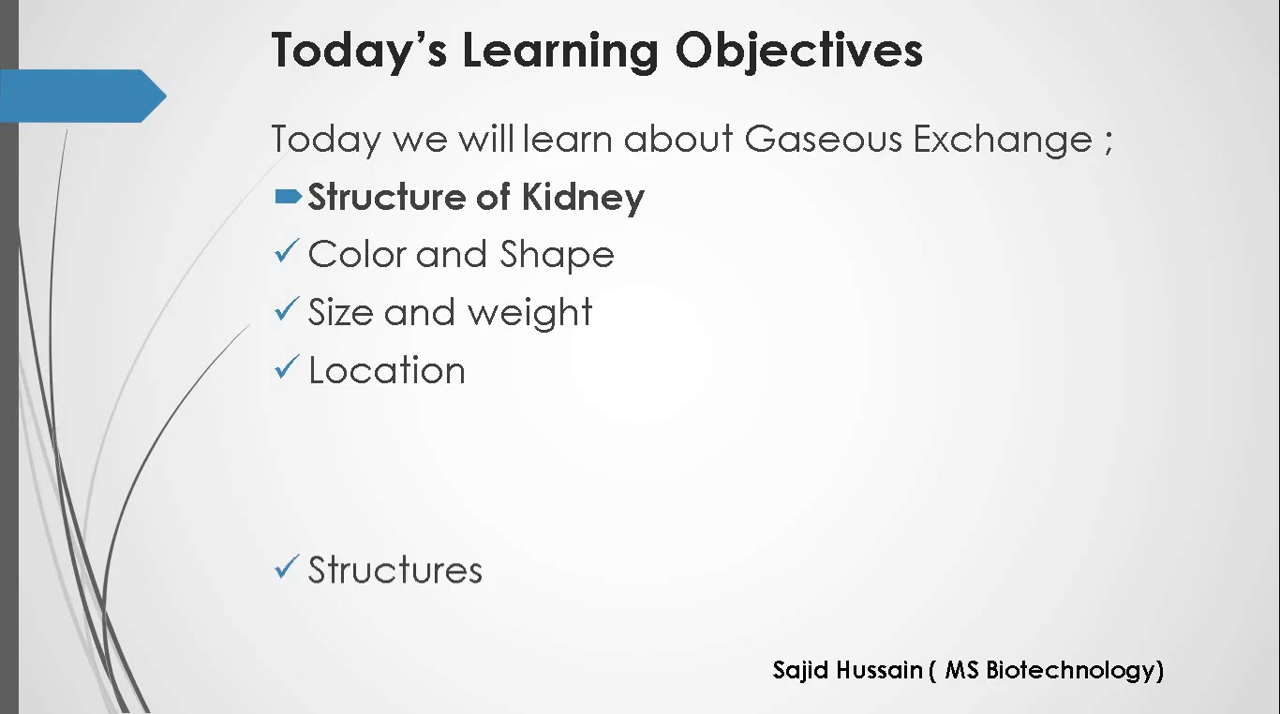 Today’s Learning Objectives
Today we will learn about Gaseous Exchange ;
Structure of Kidney
Color and Shape
Size and weight
Location
Structures
Sajid Hussain ( MS Biotechnology)